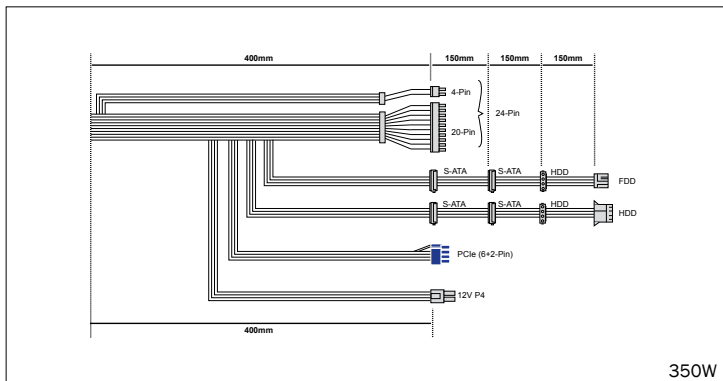 400mm 150mm 150mm 150mm
4-Pin
24-Pin
20-Pin
S-ATA S-ATA HDD
FDD
S-ATA S-ATA HDD
HDD
PCIe (6+2-Pin)
12V P4
400mm
350W